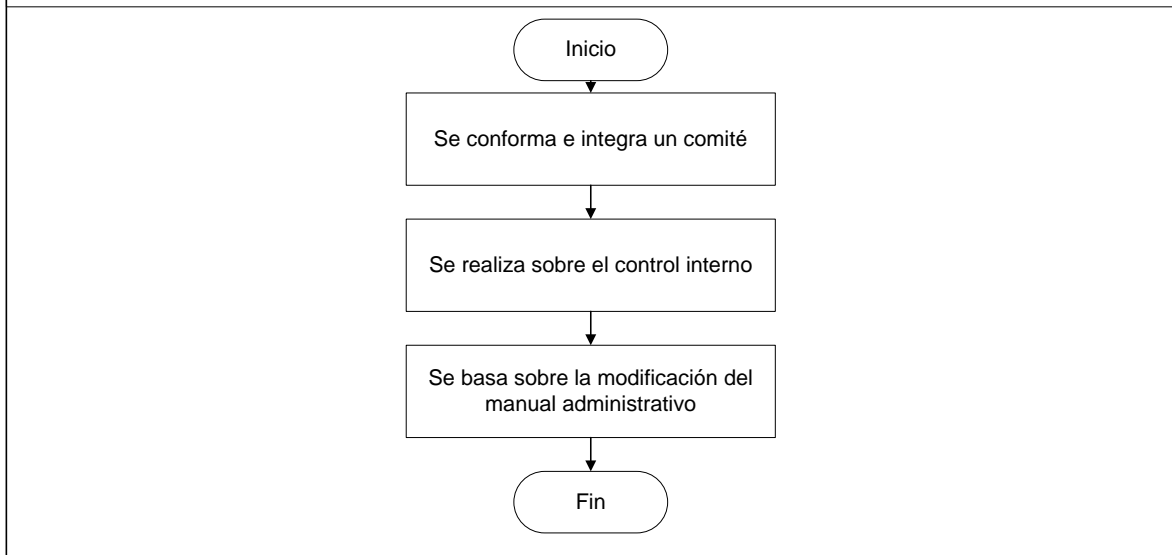 Inicio
Se conforma e integra un comité
Se realiza sobre el control interno
Se basa sobre la modificación del
manual administrativo
Fin